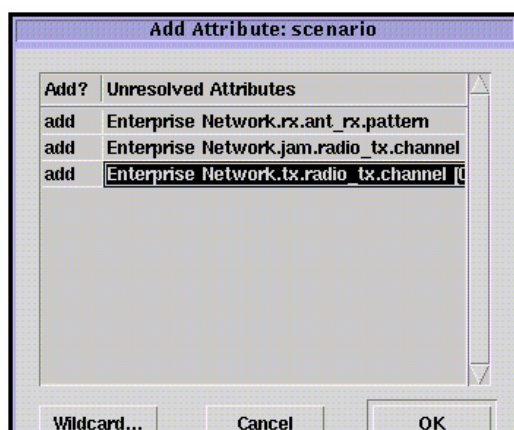 Add Attribute: scenario
Add? Unresolved Attributes
add Enterprise Network.rx.ant_rx.pattern
add Enterprise Network.jam.radio_tx.channel
add Enterprise Network.tx.radio_tx.channel [0
Wildcard... Cancel OK